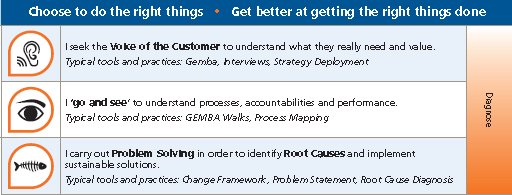 Choose to do the right things • Get better at getting the right things done
I seek the Voice of the Customer to understand what they really need and value.
Typical tools and practices: Gemba, Interviews, Strategy Deployment
I 'go and see' to understand processes, accountabilities and performance.
Typical tools and practices: GEMBA Walks, Process Mapping
I carry out Problem Solving in order to identify Root Causes and implement
sustainable solutions.
Typical tools and practices: Change Framework, Problem Statement, Root Cause Diagnosis
Diagnose